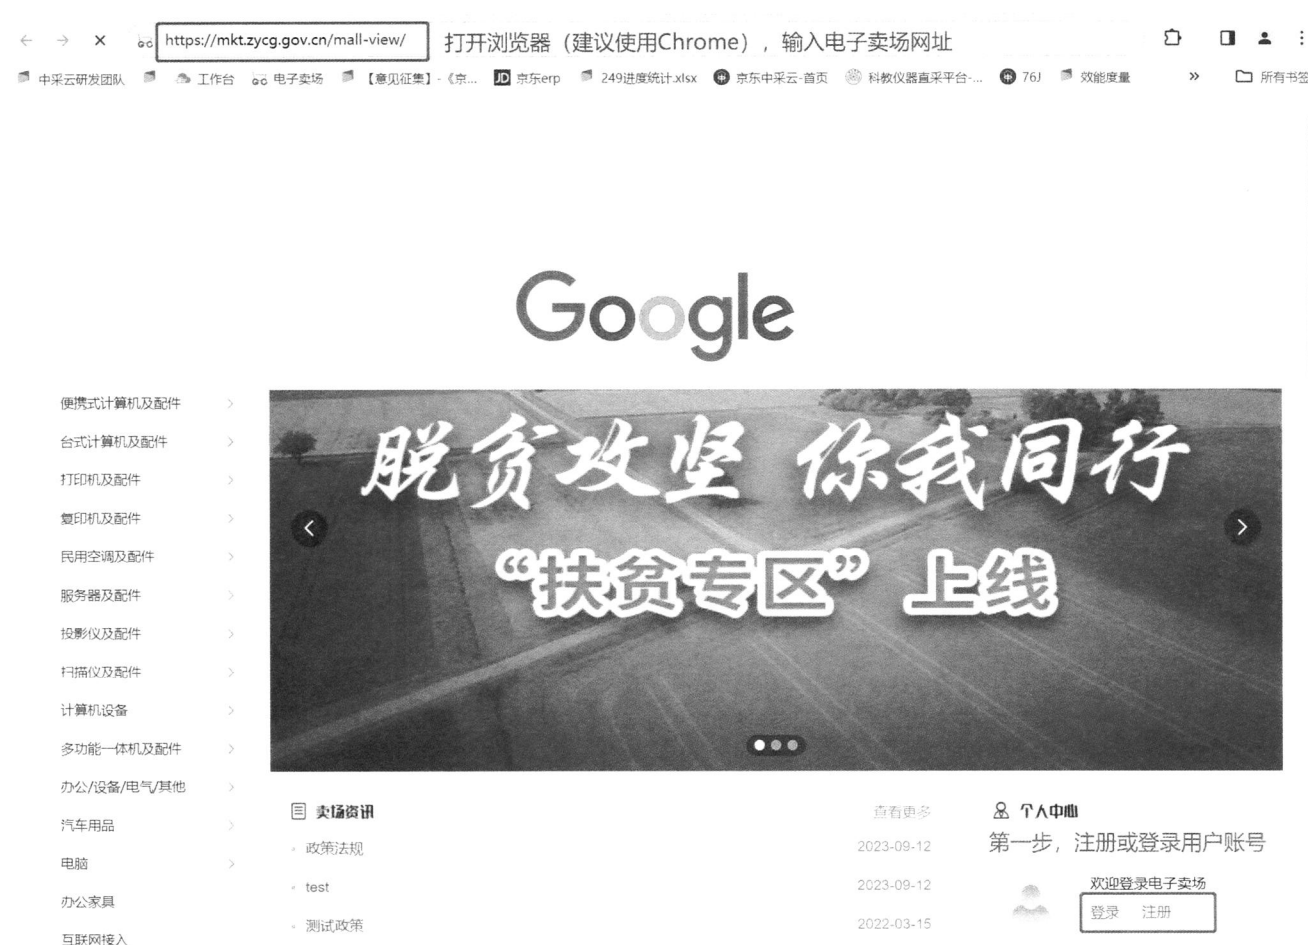 https://mkt.zycg.gov.cn/mall-view/ 打开浏览器（建议使用Chrome），输入电子卖场网址
中采云研发团队 工作台 电子卖场 【意见征集】-《京... 京东erp 249进度统计.xlsx 京东中采云-首页 科教仪器直采平台-... 76J 效能度量 » 所有书签
Google
便携式计算机及配件
台式计算机及配件
打印机及配件
复印机及配件
民用空调及配件
服务器及配件
投影仪及配件
扫描仪及配件
计算机设备
多功能一体机及配件
办公/设备/电气/其他
汽车用品
电脑
办公家具
互联网接入
脱贫攻坚 你我同行
“扶贫专区”上线
卖场资讯 查看更多
政策法规 2023-09-12
test 2023-09-12
测试政策 2022-03-15
个人中心
第一步，注册或登录用户账号
欢迎登录电子卖场
登录 注册